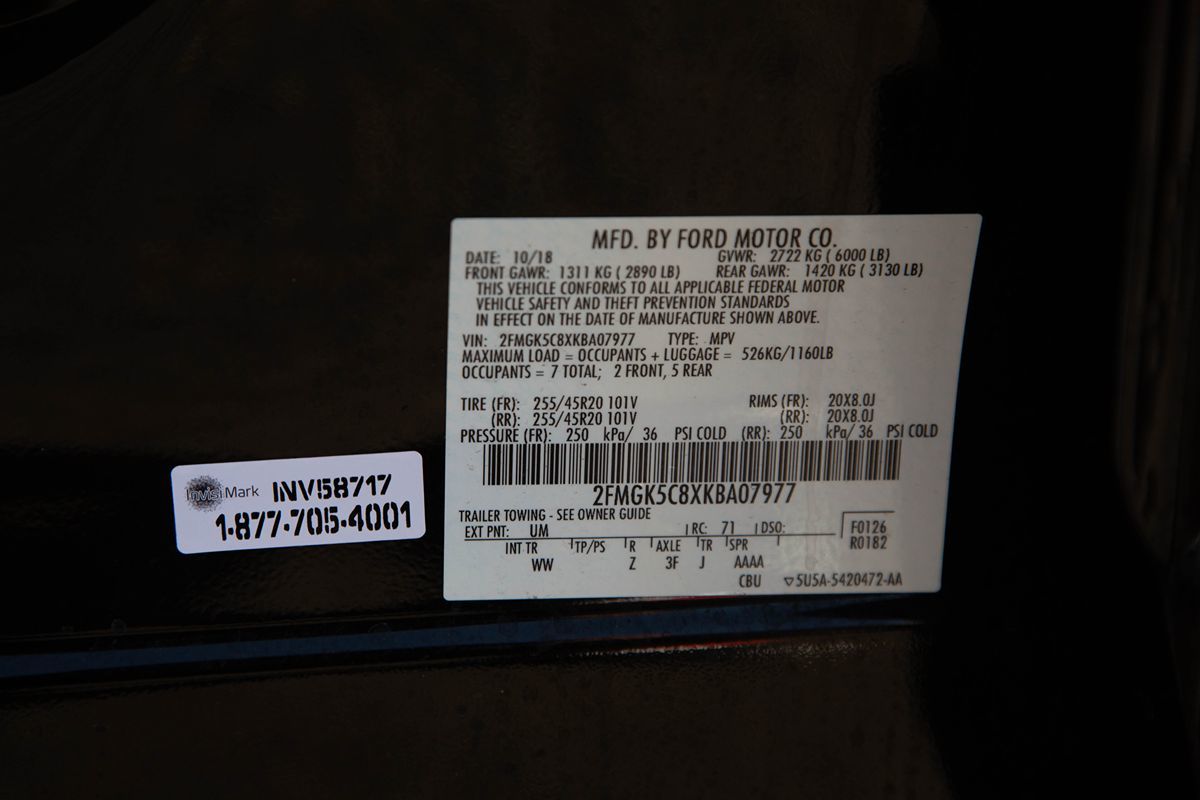 MFD. BY FORD MOTOR CO.
DATE: 10/18 GVWR: 2722 KG ( 6000 LB)
FRONT GAWR: 1311 KG ( 2890 LB) REAR GAWR: 1420 KG ( 3130 LB)
THIS VEHICLE CONFORMS TO ALL APPLICABLE FEDERAL MOTOR
VEHICLE SAFETY AND THEFT PREVENTION STANDARDS
IN EFFECT ON THE DATE OF MANUFACTURE SHOWN ABOVE.
VIN: 2FMGK5C8XKBA07977 TYPE: MPV
MAXIMUM LOAD = OCCUPANTS + LUGGAGE = 526KG/1160LB
OCCUPANTS = 7 TOTAL; 2 FRONT, 5 REAR
TIRE (FR): 255/45R20 101V RIMS (FR): 20X8.0J
(RR): 255/45R20 101V (RR): 20X8.0J
PRESSURE (FR): 250 kPa/ 36 PSI COLD (RR): 250 kPa/ 36 PSI COLD
2FMGK5C8XKBA07977
TRAILER TOWING - SEE OWNER GUIDE
EXT PNT: UM RC: 71 DSO: F0126
INT TR TP/PS R AXLE TR SPR R0182
WW Z 3F J AAAA
CBU ▽5U5A-5420472-AA
InvisiMark INV58717
1-877-705-4001